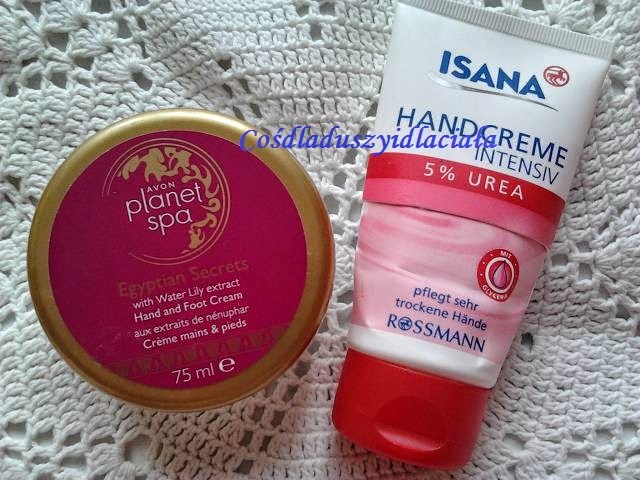 AVON
planet
spa
Egyptian Secrets
with Water Lily extract
Hand and Foot Cream
aux extraits de nénuphar
Crème mains & pieds
75 ml e
Cośdladuszyidlaciała
ISANA
HANDCREME
INTENSIV
5% UREA
MIT
GLYCERIN
pflegt sehr
trockene Hände
ROSSMANN